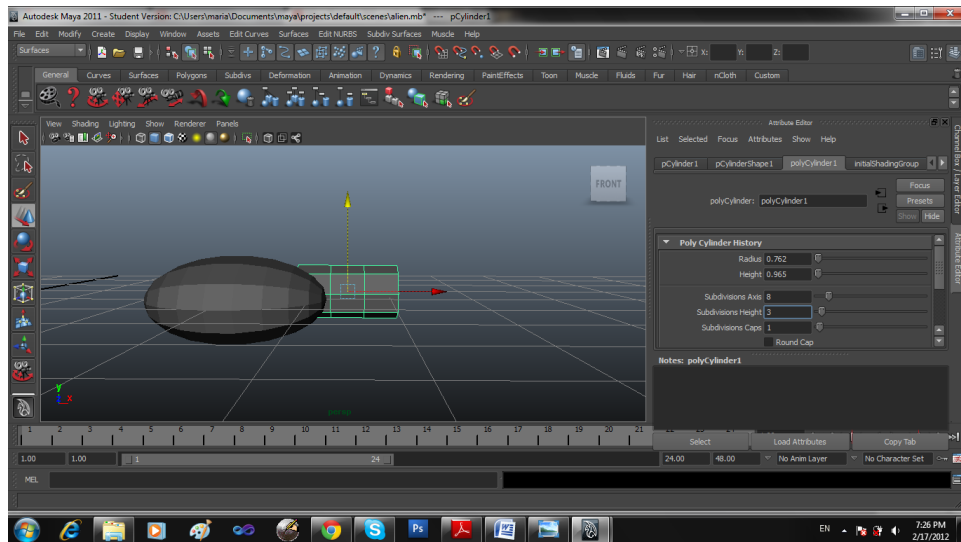 Autodesk Maya 2011 - Student Version: C:\Users\maria\Documents\maya\projects\default\scenes\alien.mb* --- pCylinder1
File Edit Modify Create Display Window Assets Edit Curves Surfaces Edit NURBS Subdiv Surfaces Muscle Help
Surfaces X: Y: Z:
General Curves Surfaces Polygons Subdivs Deformation Animation Dynamics Rendering PaintEffects Toon Muscle Fluids Fur Hair nCloth Custom
View Shading Lighting Show Renderer Panels
FRONT
y
x
persp
Attribute Editor
List Selected Focus Attributes Show Help
pCylinder1 pCylinderShape1 polyCylinder1 initialShadingGroup
polyCylinder: polyCylinder1
Focus
Presets
Show Hide
Poly Cylinder History
Radius 0.762
Height 0.965
Subdivisions Axis 8
Subdivisions Height 3
Subdivisions Caps 1
Round Cap
Notes: polyCylinder1
Select Load Attributes Copy Tab
Channel Box / Layer Editor
Attribute Editor
1 2 3 4 5 6 7 8 9 10 11 12 13 14 15 16 17 18 19 20 21
1.00 1.00 1 24 24.00 48.00 No Anim Layer No Character Set
MEL
Ps
EN 7:26 PM
2/17/2012